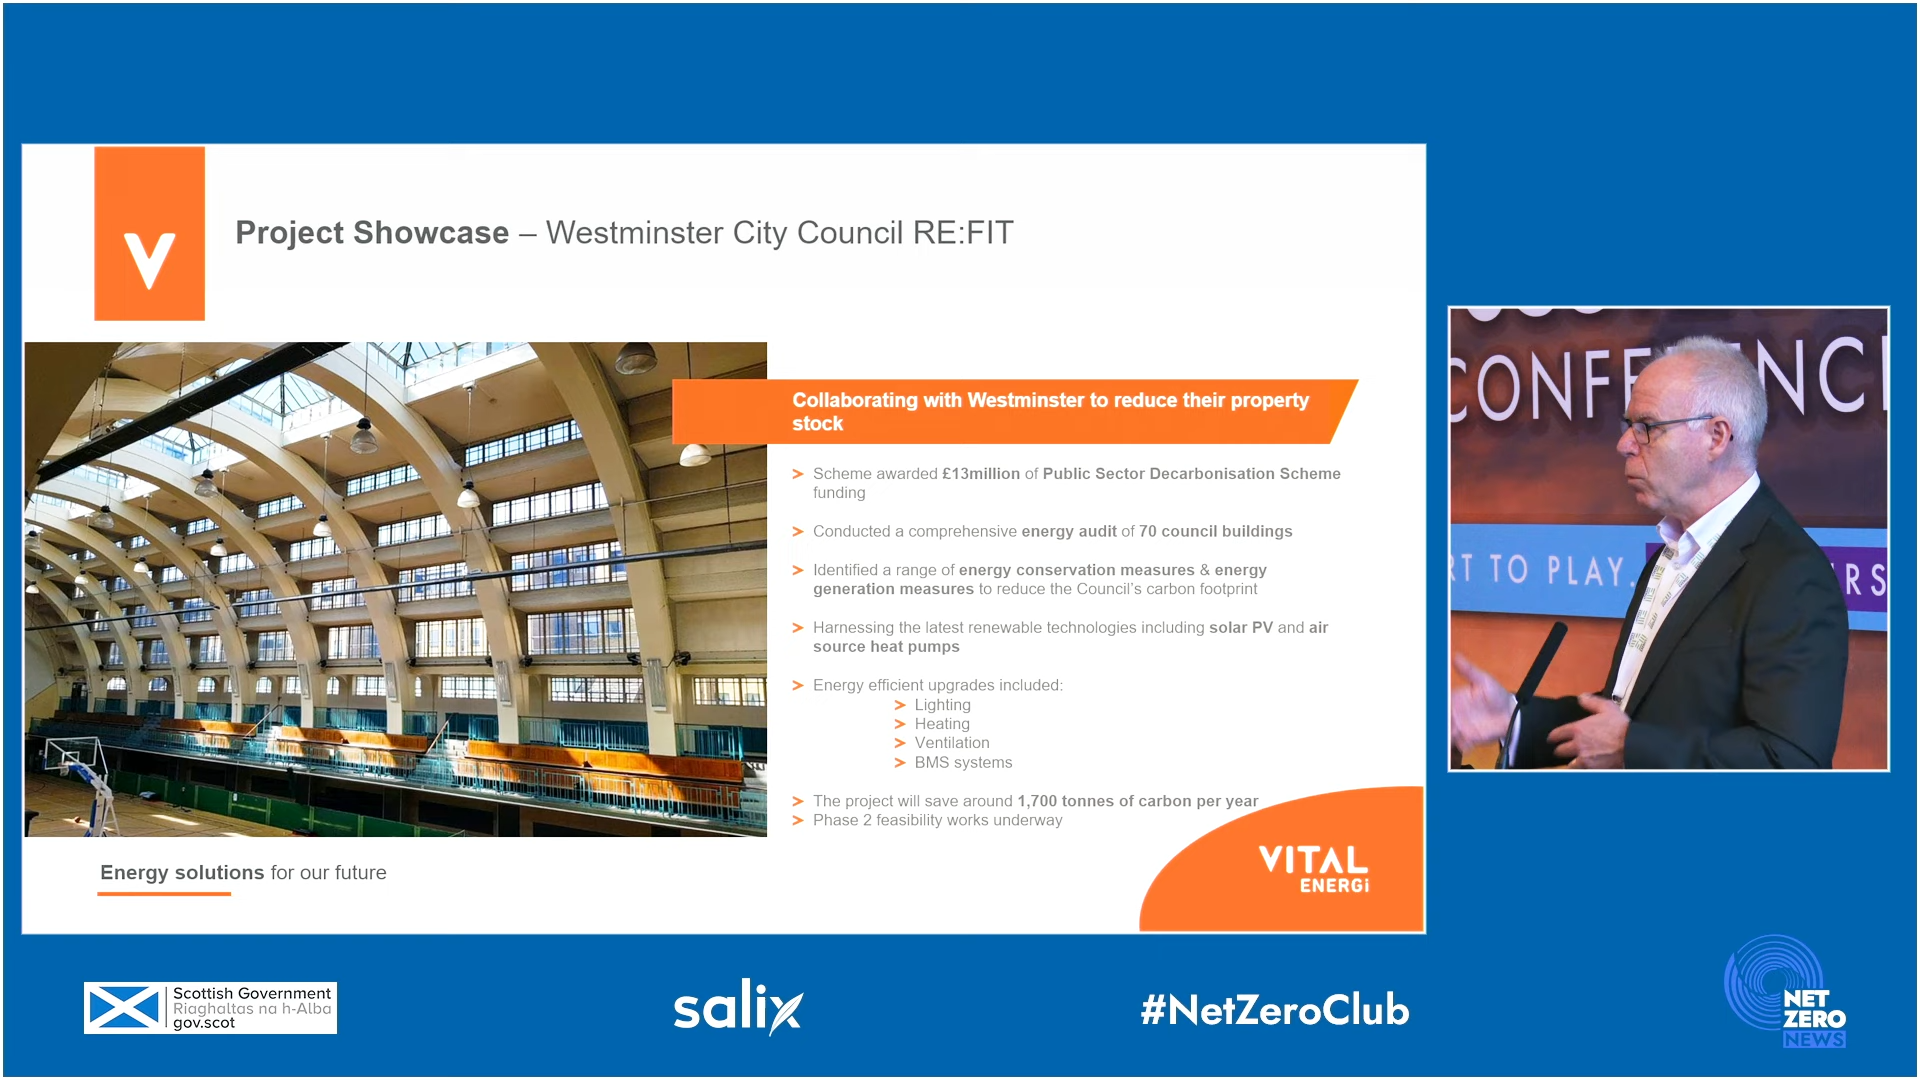 V
Project Showcase – Westminster City Council RE:FIT
Collaborating with Westminster to reduce their property
stock
Scheme awarded £13million of Public Sector Decarbonisation Scheme
funding
Conducted a comprehensive energy audit of 70 council buildings
Identified a range of energy conservation measures & energy
generation measures to reduce the Council's carbon footprint
Harnessing the latest renewable technologies including solar PV and air
source heat pumps
Energy efficient upgrades included:
Lighting
Heating
Ventilation
BMS systems
The project will save around 1,700 tonnes of carbon per year
Phase 2 feasibility works underway
Energy solutions for our future
VITAL
ENERGi
TO PLAY.
Scottish Government
Riaghaltas na h-Alba
gov.scot
salix
#NetZeroClub
NET
ZERO
NEWS